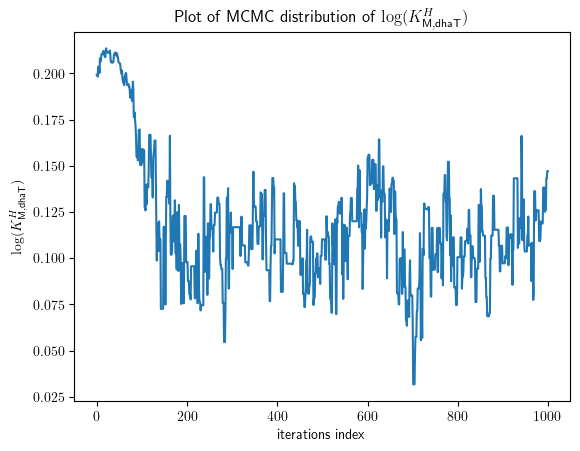 Plot of MCMC distribution of log(K^H_{M,dhaT})
log(K^H_{M,dhaT})
0.200
0.175
0.150
0.125
0.100
0.075
0.050
0.025
0 200 400 600 800 1000
iterations index